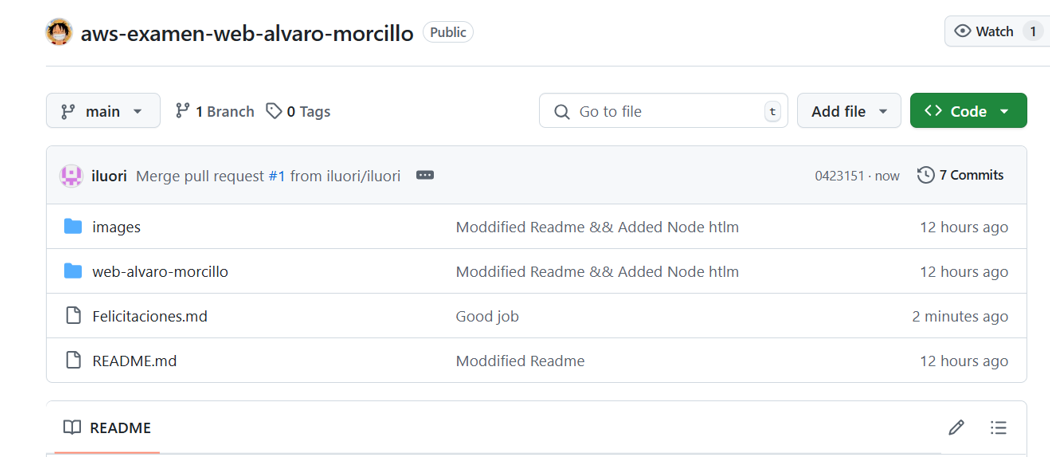 aws-examen-web-alvaro-morcillo Public Watch 1
main 1 Branch 0 Tags Go to file t Add file Code
iluori Merge pull request #1 from iluori/iluori 0423151 · now 7 Commits
images Moddified Readme && Added Node htlm 12 hours ago
web-alvaro-morcillo Moddified Readme && Added Node htlm 12 hours ago
Felicitaciones.md Good job 2 minutes ago
README.md Moddified Readme 12 hours ago
README